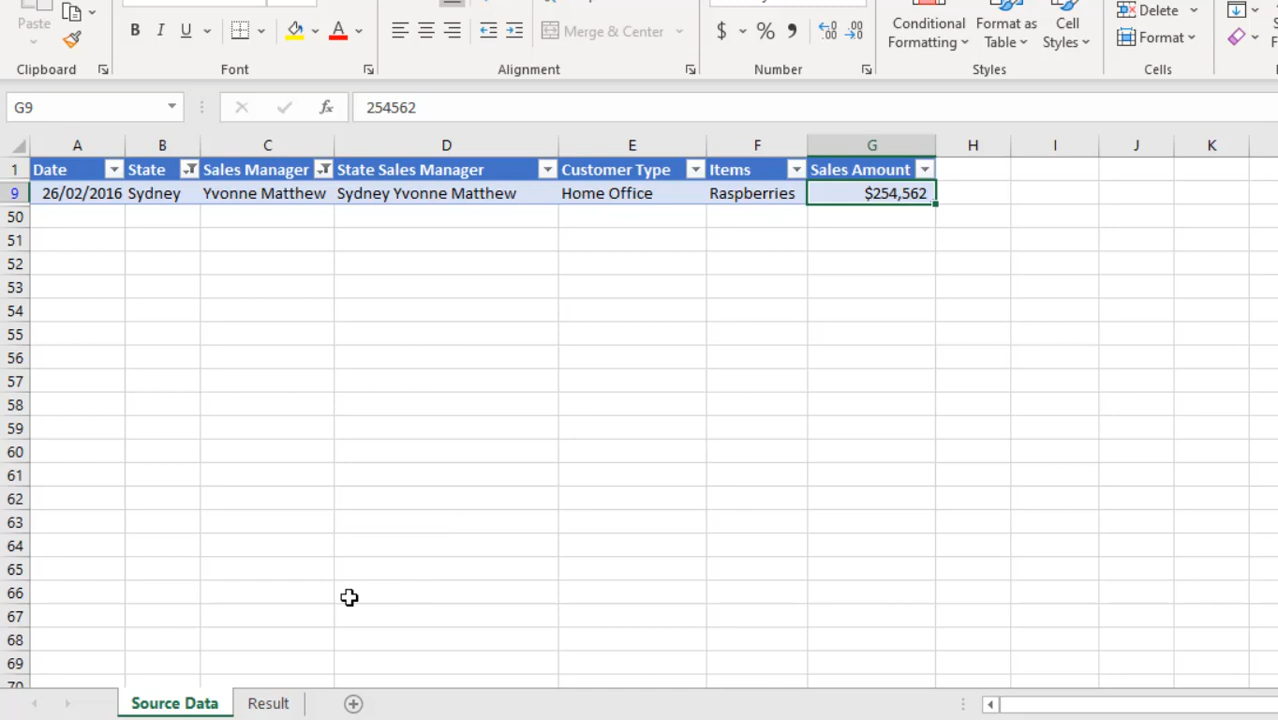 Paste
B I U
Merge & Center
$ % ,
Conditional Formatting
Format as Table
Cell Styles
Delete
Format
Clipboard Font Alignment Number Styles Cells
G9 fx 254562
A B C D E F G H I J K
1 Date State Sales Manager State Sales Manager Customer Type Items Sales Amount
9 26/02/2016 Sydney Yvonne Matthew Sydney Yvonne Matthew Home Office Raspberries $254,562
50
51
52
53
54
55
56
57
58
59
60
61
62
63
64
65
66
67
68
69
70
Source Data Result